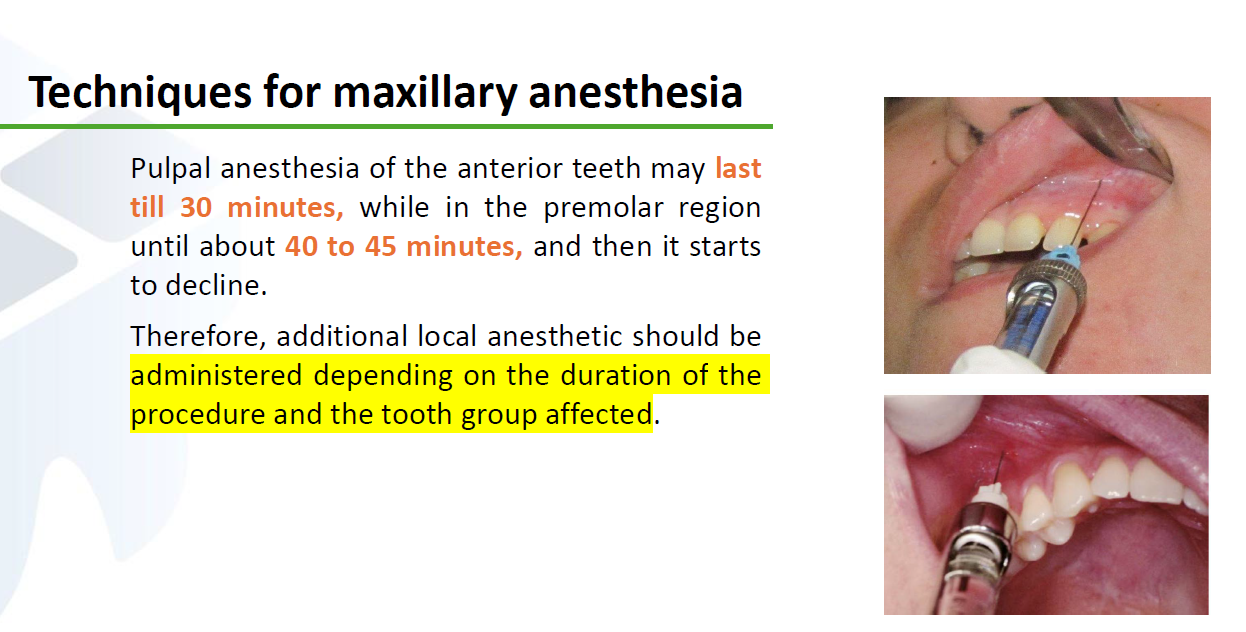 Techniques for maxillary anesthesia
Pulpal anesthesia of the anterior teeth may last
till 30 minutes, while in the premolar region
until about 40 to 45 minutes, and then it starts
to decline.
Therefore, additional local anesthetic should be
administered depending on the duration of the
procedure and the tooth group affected.